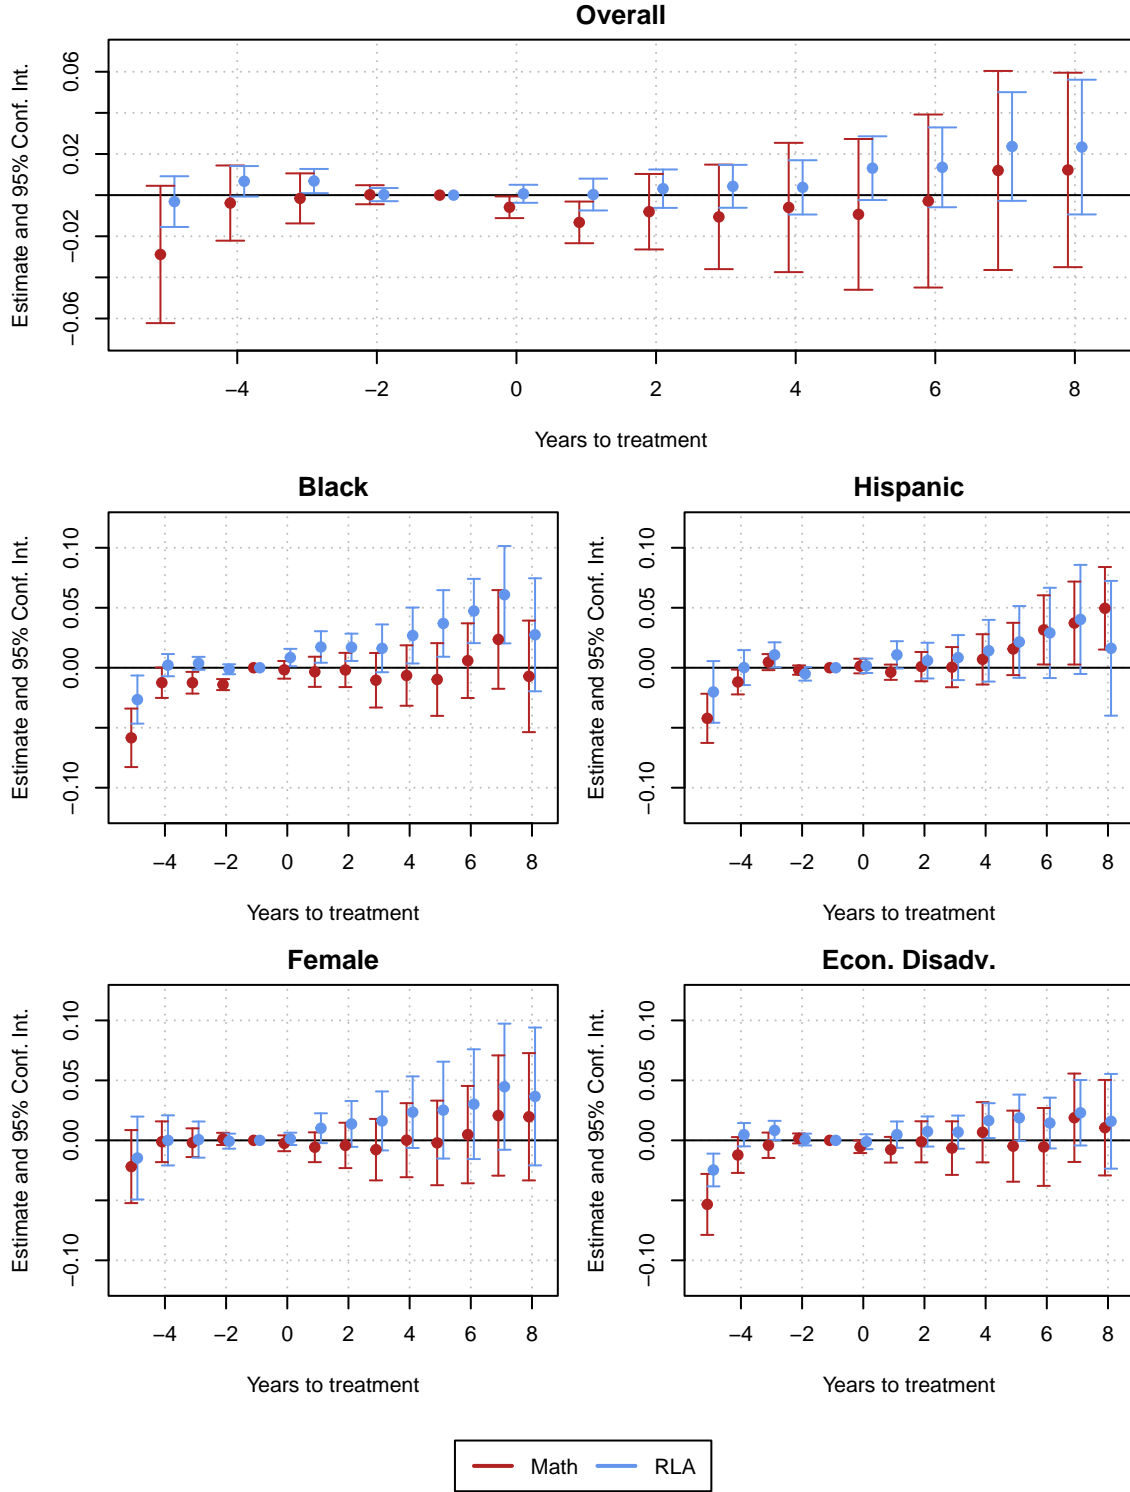 Overall
Estimate and 95% Conf. Int.
0.06
0.02
−0.02
−0.06
−4 −2 0 2 4 6 8
Years to treatment
Black
Estimate and 95% Conf. Int.
0.10
0.05
0.00
−0.10
−4 −2 0 2 4 6 8
Years to treatment
Hispanic
Estimate and 95% Conf. Int.
0.10
0.05
0.00
−0.10
−4 −2 0 2 4 6 8
Years to treatment
Female
Estimate and 95% Conf. Int.
0.10
0.05
0.00
−0.10
−4 −2 0 2 4 6 8
Years to treatment
Econ. Disadv.
Estimate and 95% Conf. Int.
0.10
0.05
0.00
−0.10
−4 −2 0 2 4 6 8
Years to treatment
Math RLA